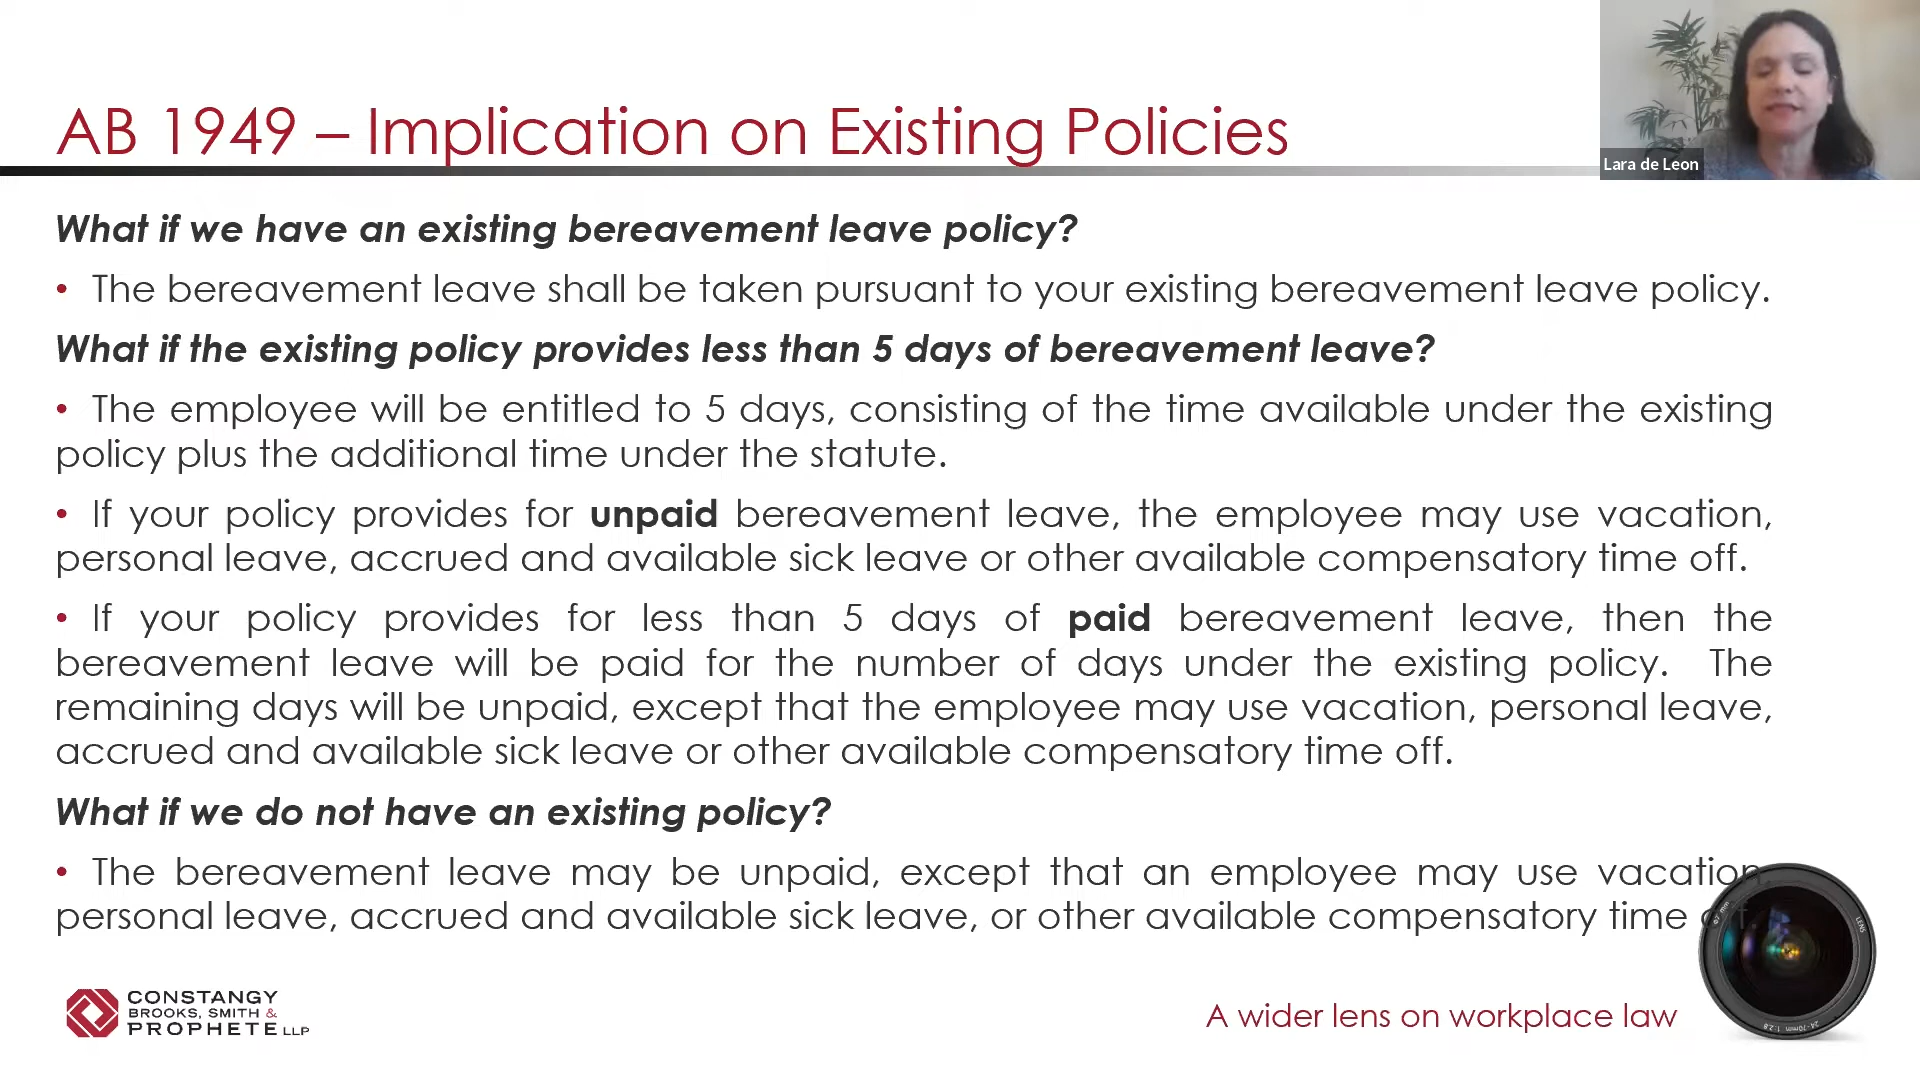 AB 1949 – Implication on Existing Policies
Lara de Leon
What if we have an existing bereavement leave policy?
• The bereavement leave shall be taken pursuant to your existing bereavement leave policy.
What if the existing policy provides less than 5 days of bereavement leave?
• The employee will be entitled to 5 days, consisting of the time available under the existing
policy plus the additional time under the statute.
• If your policy provides for unpaid bereavement leave, the employee may use vacation,
personal leave, accrued and available sick leave or other available compensatory time off.
• If your policy provides for less than 5 days of paid bereavement leave, then the
bereavement leave will be paid for the number of days under the existing policy. The
remaining days will be unpaid, except that the employee may use vacation, personal leave,
accrued and available sick leave or other available compensatory time off.
What if we do not have an existing policy?
• The bereavement leave may be unpaid, except that an employee may use vacation,
personal leave, accrued and available sick leave, or other available compensatory time off.
CONSTANGY
BROOKS, SMITH &
PROPHETE LLP
A wider lens on workplace law
LENS
24-70mm 1:2.8